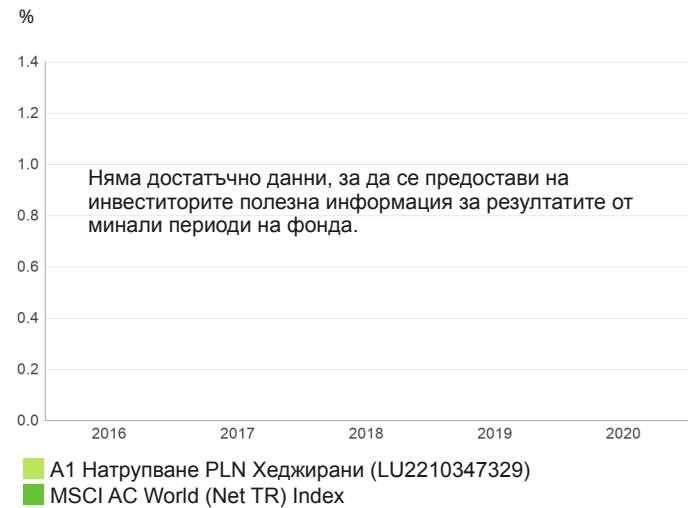 %
1.4
1.2
1.0
Няма достатъчно данни, за да се предостави на
инвеститорите полезна информация за резултатите от
минали периоди на фонда.
0.8
0.6
0.4
0.2
0.0
2016 2017 2018 2019 2020
A1 Натрупване PLN Хеджирани (LU2210347329)
MSCI AC World (Net TR) Index